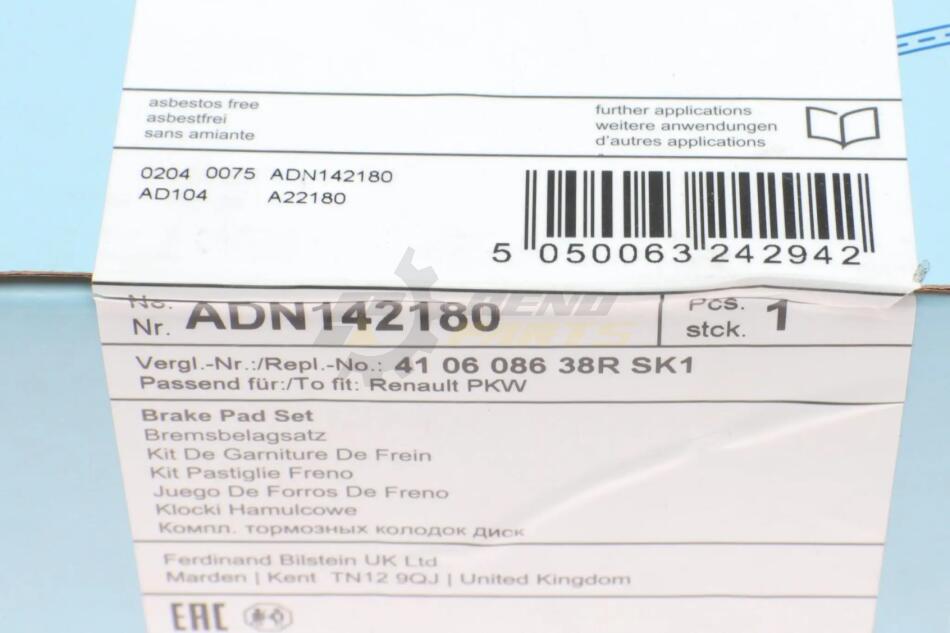 asbestos free
asbestfrei
sans amiante
further applications
weitere anwendungen
d'autres applications
0204 0075 ADN142180
AD104 A22180
5 050063 242942
No.
Nr. ADN142180
Pcs.
stck. 1
RENO
PARTS
Vergl.-Nr.:/Repl.-No.: 41 06 086 38R SK1
Passend für:/To fit: Renault PKW
Brake Pad Set
Bremsbelagsatz
Kit De Garniture De Frein
Kit Pastiglie Freno
Juego De Forros De Freno
Klocki Hamulcowe
Компл. тормозных колодок диск
Ferdinand Bilstein UK Ltd
Marden | Kent TN12 9QJ | United Kingdom
EAC